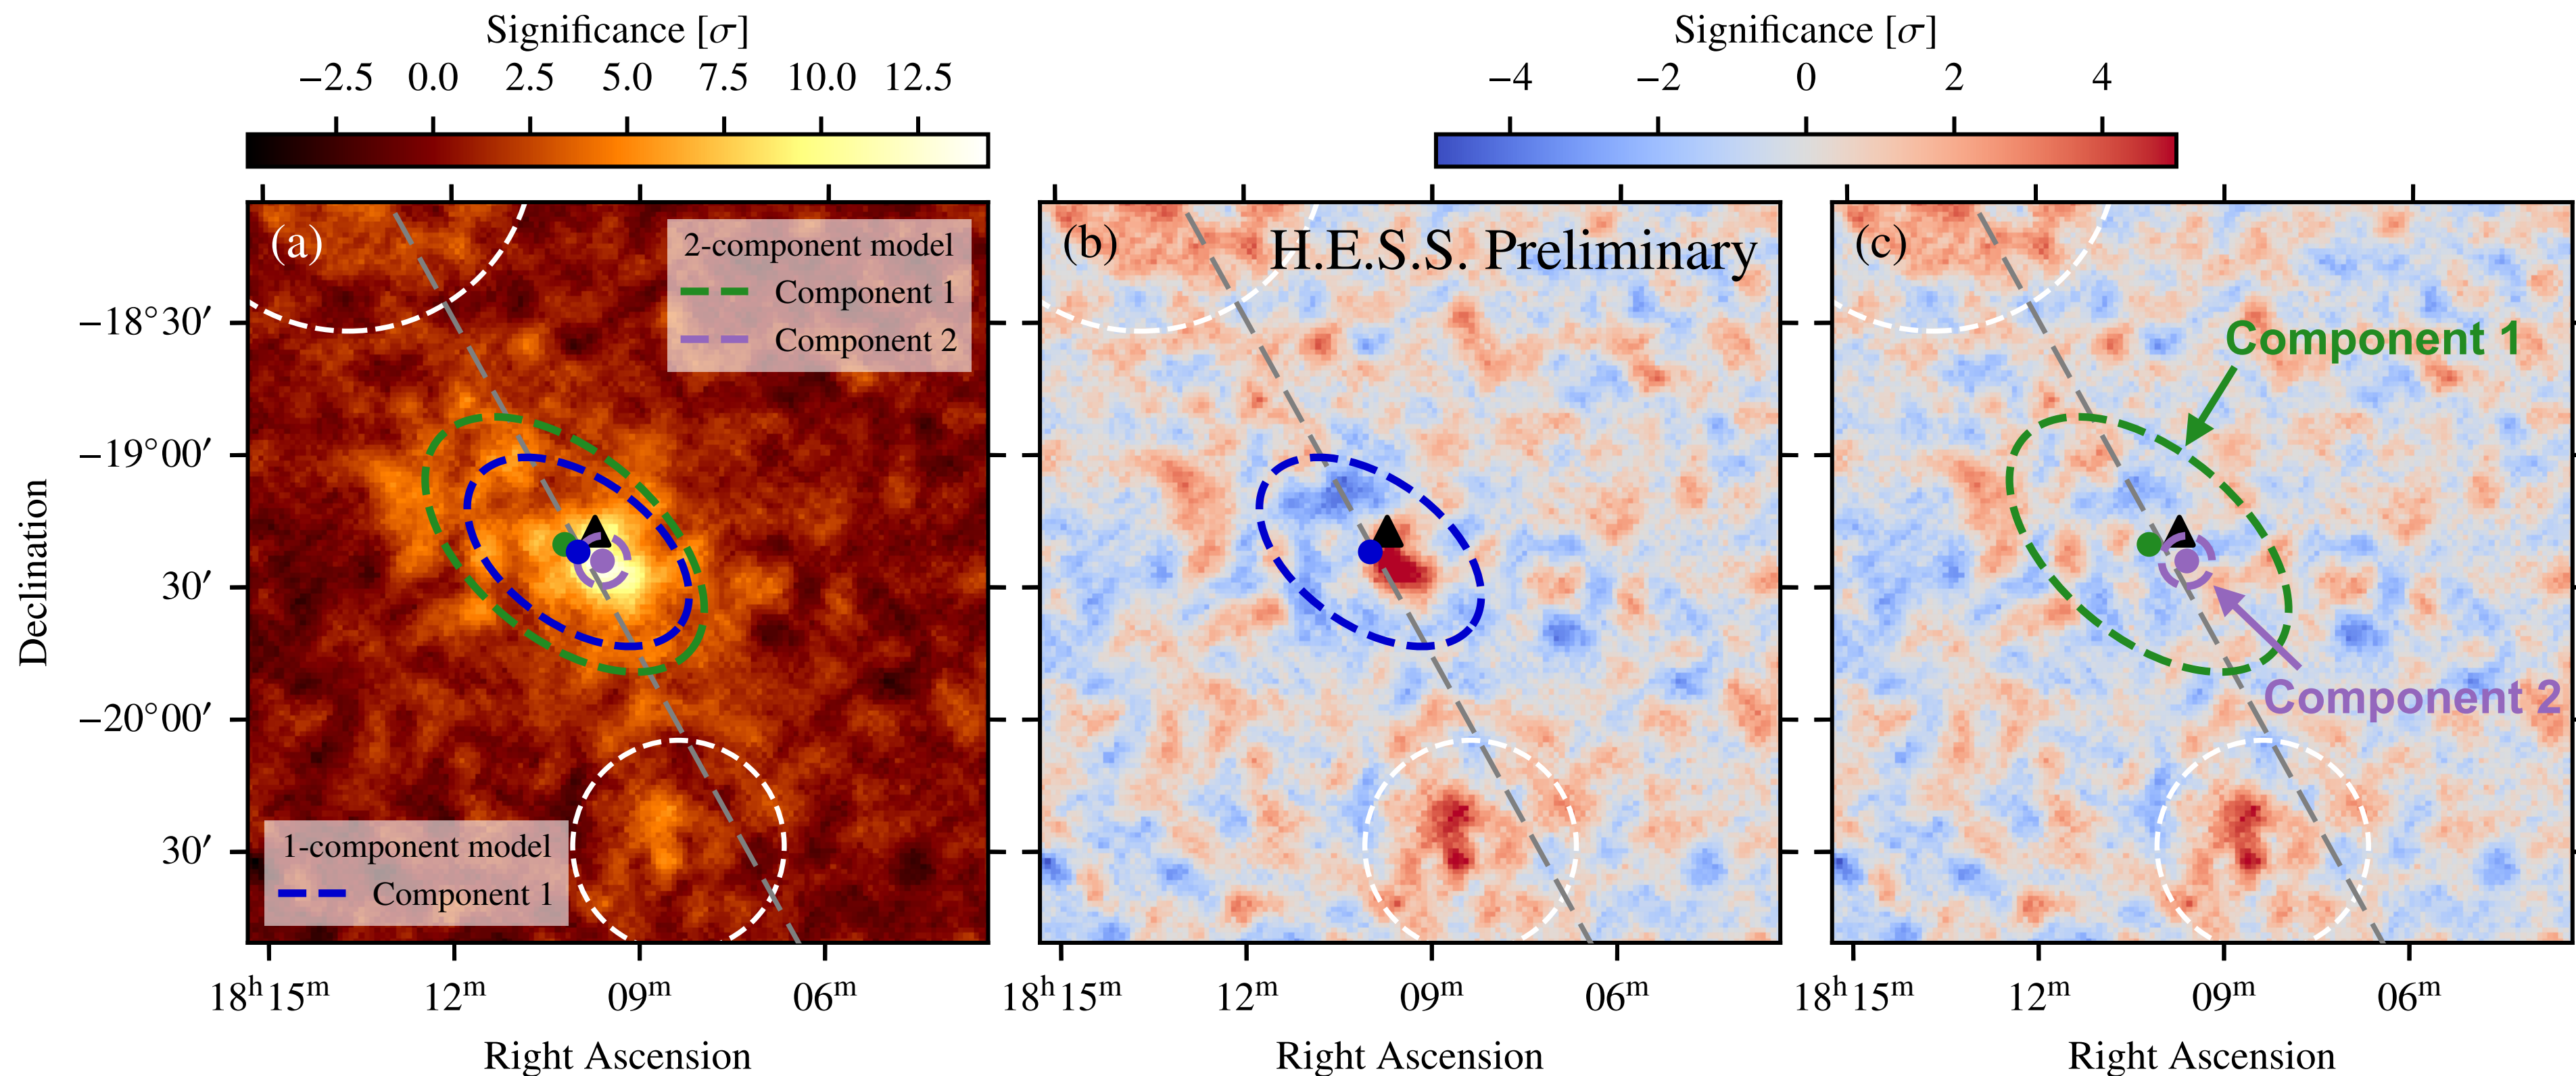 Significance [σ]
−2.5 0.0 2.5 5.0 7.5 10.0 12.5
Significance [σ]
−4 −2 0 2 4
(a)
2-component model
Component 1
Component 2
1-component model
Component 1
(b)
H.E.S.S. Preliminary
(c)
Component 1
Component 2
Declination
−18°30′
−19°00′
30′
−20°00′
30′
18ʰ15ᵐ 12ᵐ 09ᵐ 06ᵐ
Right Ascension
18ʰ15ᵐ 12ᵐ 09ᵐ 06ᵐ
Right Ascension
18ʰ15ᵐ 12ᵐ 09ᵐ 06ᵐ
Right Ascension